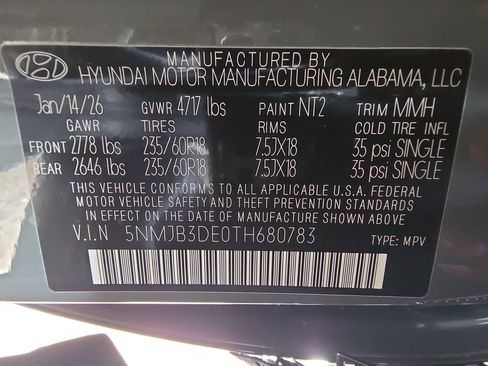 MANUFACTURED BY
HYUNDAI MOTOR MANUFACTURING ALABAMA, LLC
Jan/14/26 GVWR 4717 lbs PAINT NT2 TRIM MMH
GAWR TIRES RIMS COLD TIRE INFL
FRONT 2778 lbs 235/60R18 7.5JX18 35 psi SINGLE
REAR 2646 lbs 235/60R18 7.5JX18 35 psi SINGLE
THIS VEHICLE CONFORMS TO ALL APPLICABLE U.S.A. FEDERAL
MOTOR VEHICLE SAFETY AND THEFT PREVENTION STANDARDS
IN EFFECT ON THE DATE OF MANUFACTURE SHOWN ABOVE.
V.I.N 5NMJB3DE0TH680783 TYPE: MPV